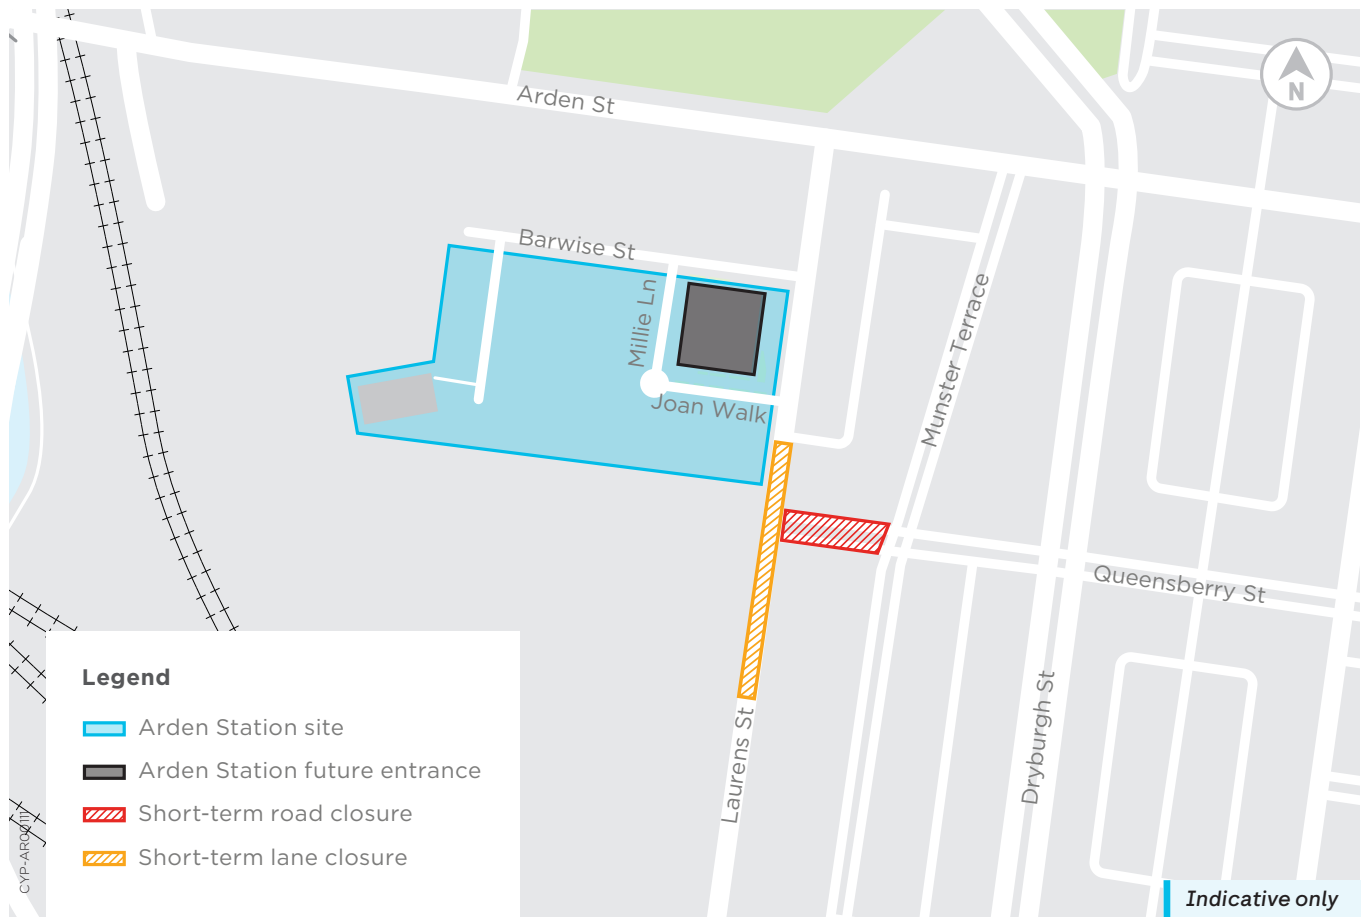 Arden St
N
Barwise St
Millie Ln
Joan Walk
Munster Terrace
Queensberry St
Laurens St
Dryburgh St
Legend
Arden Station site
Arden Station future entrance
Short-term road closure
Short-term lane closure
Indicative only